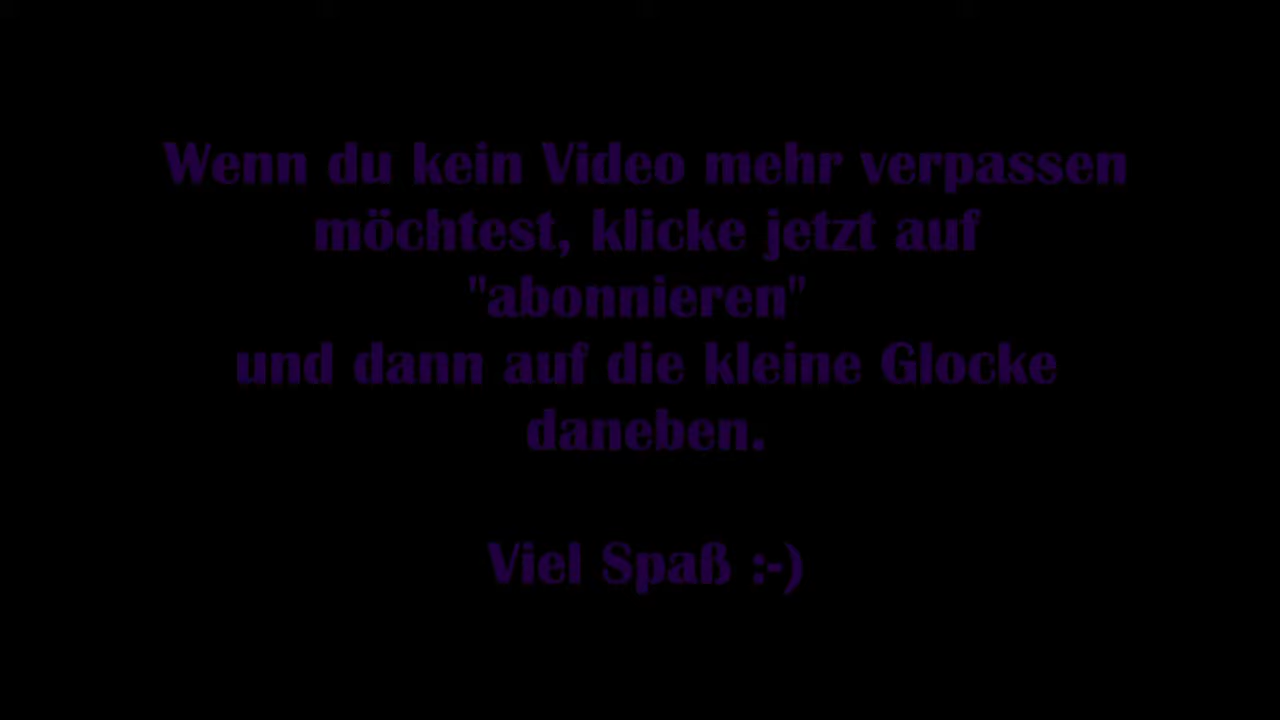 Wenn du kein Video mehr verpassen
möchtest, klicke jetzt auf
"abonnieren"
und dann auf die kleine Glocke
daneben.
Viel Spaß :-)